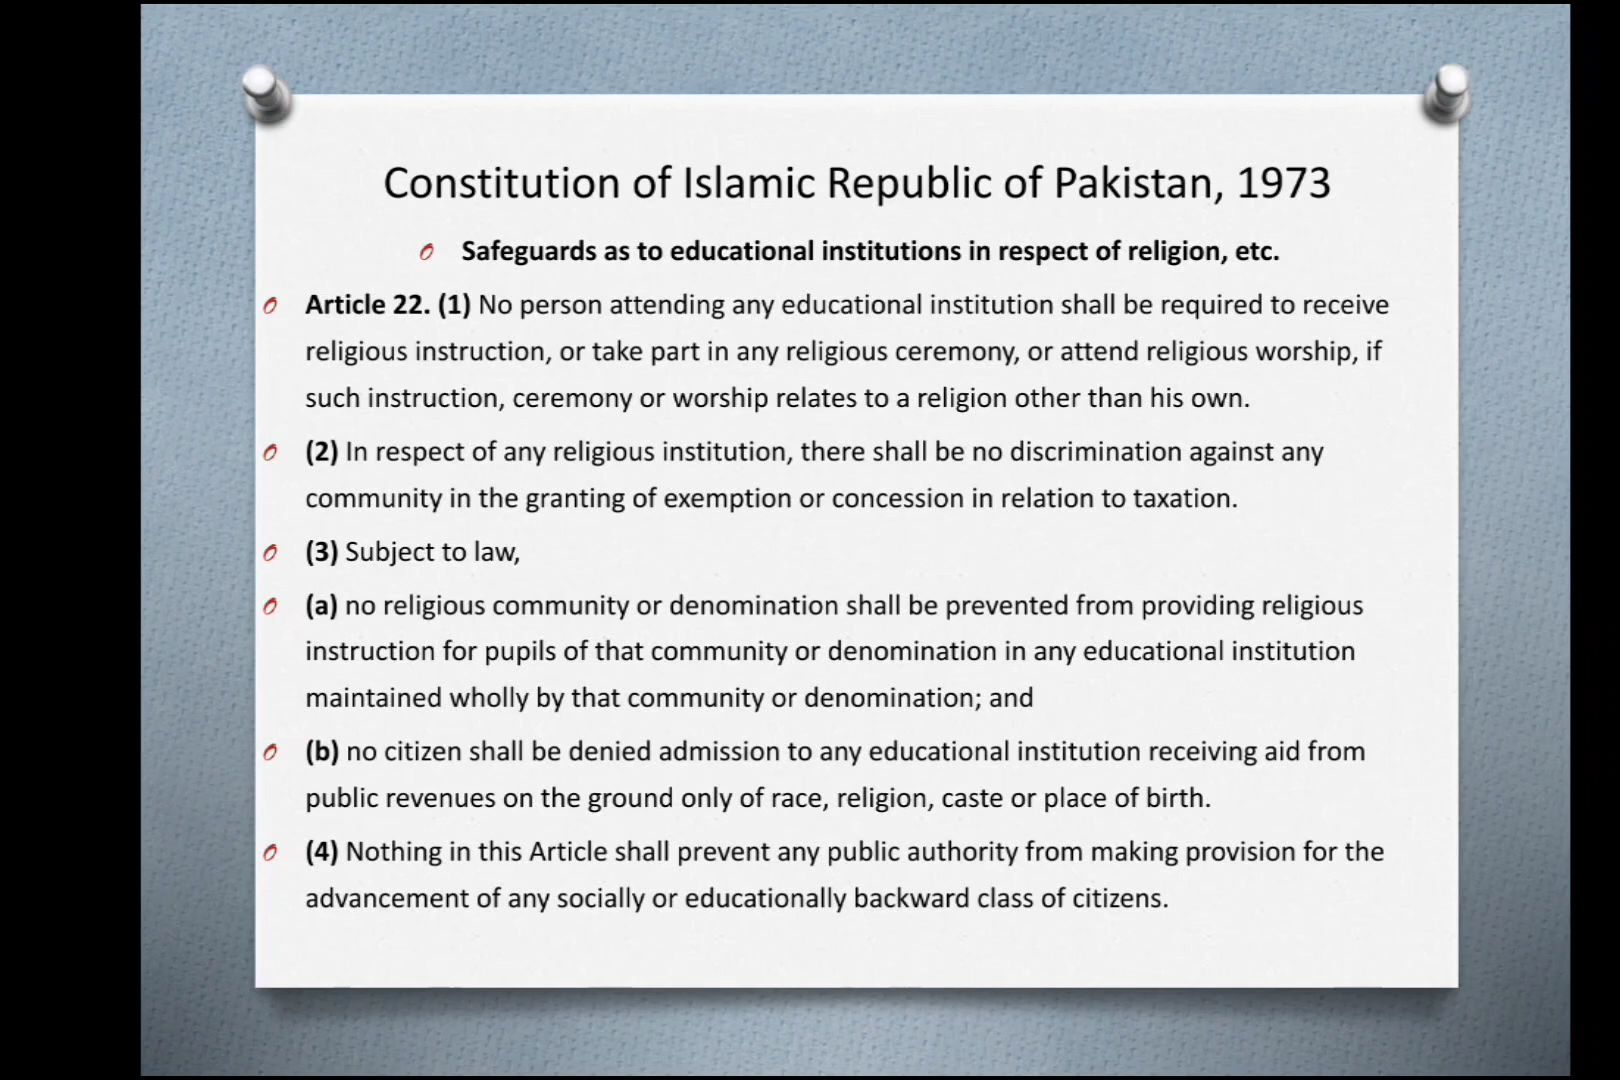 Constitution of Islamic Republic of Pakistan, 1973
Safeguards as to educational institutions in respect of religion, etc.
Article 22. (1) No person attending any educational institution shall be required to receive
religious instruction, or take part in any religious ceremony, or attend religious worship, if
such instruction, ceremony or worship relates to a religion other than his own.
(2) In respect of any religious institution, there shall be no discrimination against any
community in the granting of exemption or concession in relation to taxation.
(3) Subject to law,
(a) no religious community or denomination shall be prevented from providing religious
instruction for pupils of that community or denomination in any educational institution
maintained wholly by that community or denomination; and
(b) no citizen shall be denied admission to any educational institution receiving aid from
public revenues on the ground only of race, religion, caste or place of birth.
(4) Nothing in this Article shall prevent any public authority from making provision for the
advancement of any socially or educationally backward class of citizens.